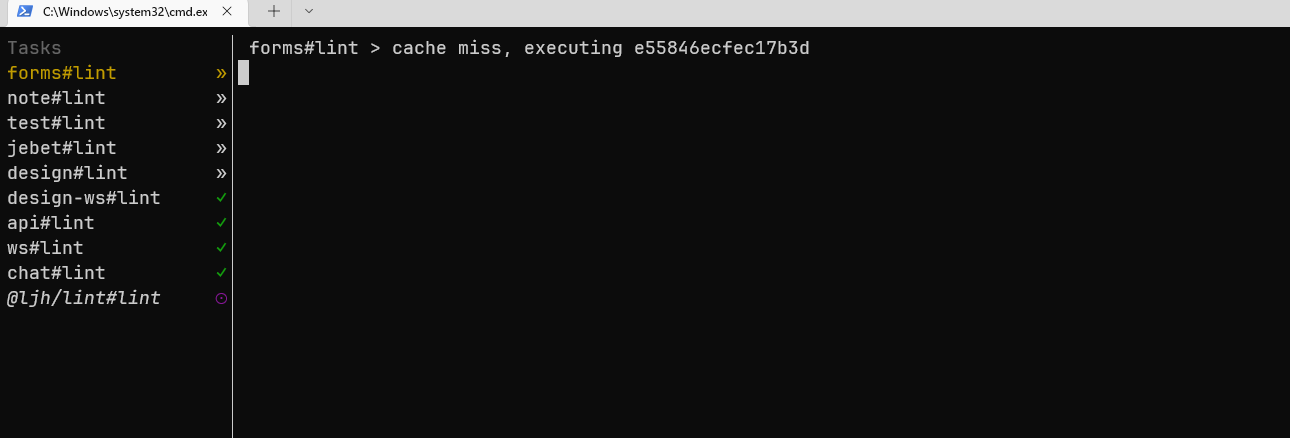 C:\Windows\system32\cmd.ex
Tasks
forms#lint »
note#lint »
test#lint »
jebet#lint »
design#lint »
design-ws#lint ✓
api#lint ✓
ws#lint ✓
chat#lint ✓
@ljh/lint#lint ⊙
forms#lint > cache miss, executing e55846ecfec17b3d